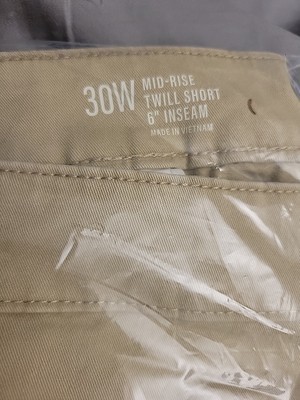 30W
MID-RISE
TWILL SHORT
6" INSEAM
MADE IN VIETNAM